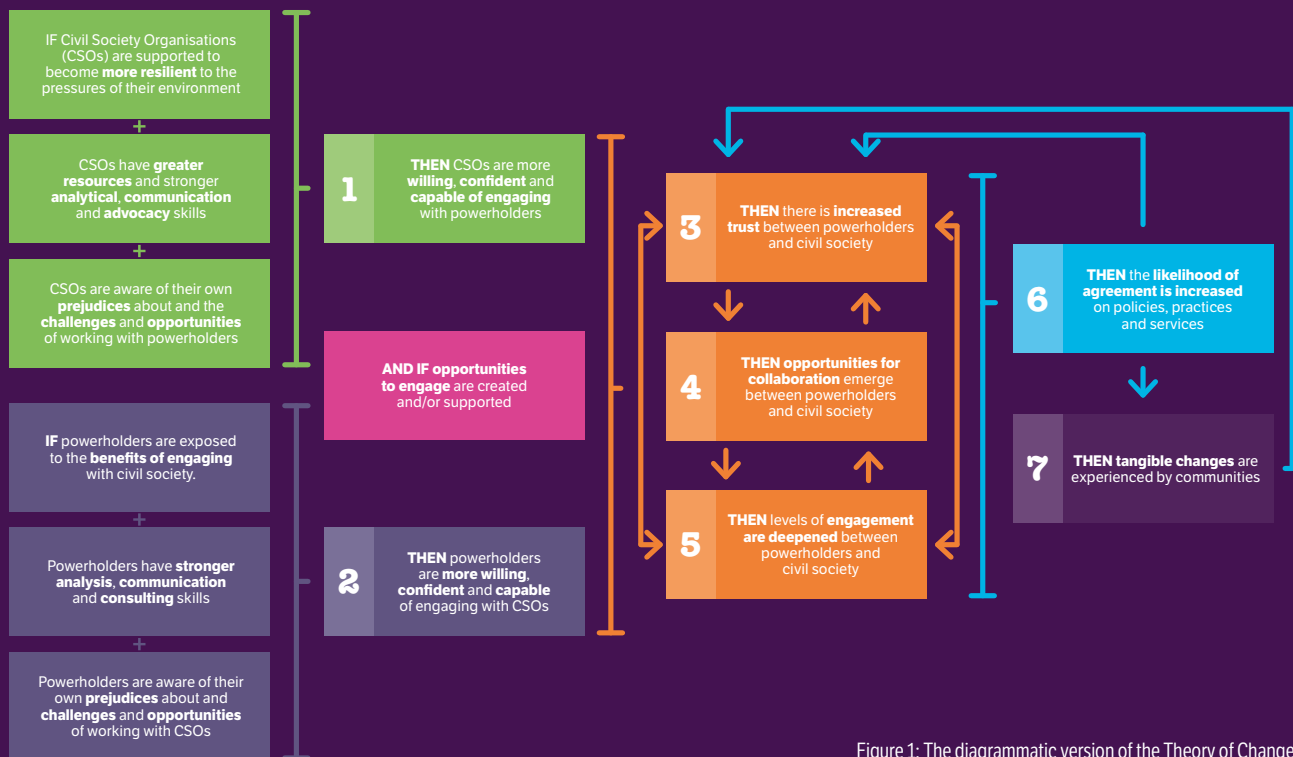 IF Civil Society Organisations
(CSOs) are supported to
become more resilient to the
pressures of their environment
+
CSOs have greater
resources and stronger
analytical, communication
and advocacy skills
+
CSOs are aware of their own
prejudices about and the
challenges and opportunities
of working with powerholders
IF powerholders are exposed
to the benefits of engaging
with civil society.
+
Powerholders have stronger
analysis, communication
and consulting skills
+
Powerholders are aware of their
own prejudices about and
challenges and opportunities
of working with CSOs
1
THEN CSOs are more
willing, confident and
capable of engaging
with powerholders
AND IF opportunities
to engage are created
and/or supported
2
THEN powerholders
are more willing,
confident and capable
of engaging with CSOs
3
THEN there is increased
trust between powerholders
and civil society
4
THEN opportunities for
collaboration emerge
between powerholders
and civil society
5
THEN levels of engagement
are deepened between
powerholders and
civil society
6
THEN the likelihood of
agreement is increased
on policies, practices
and services
7
THEN tangible changes are
experienced by communities
Figure 1: The diagrammatic version of the Theory of Change